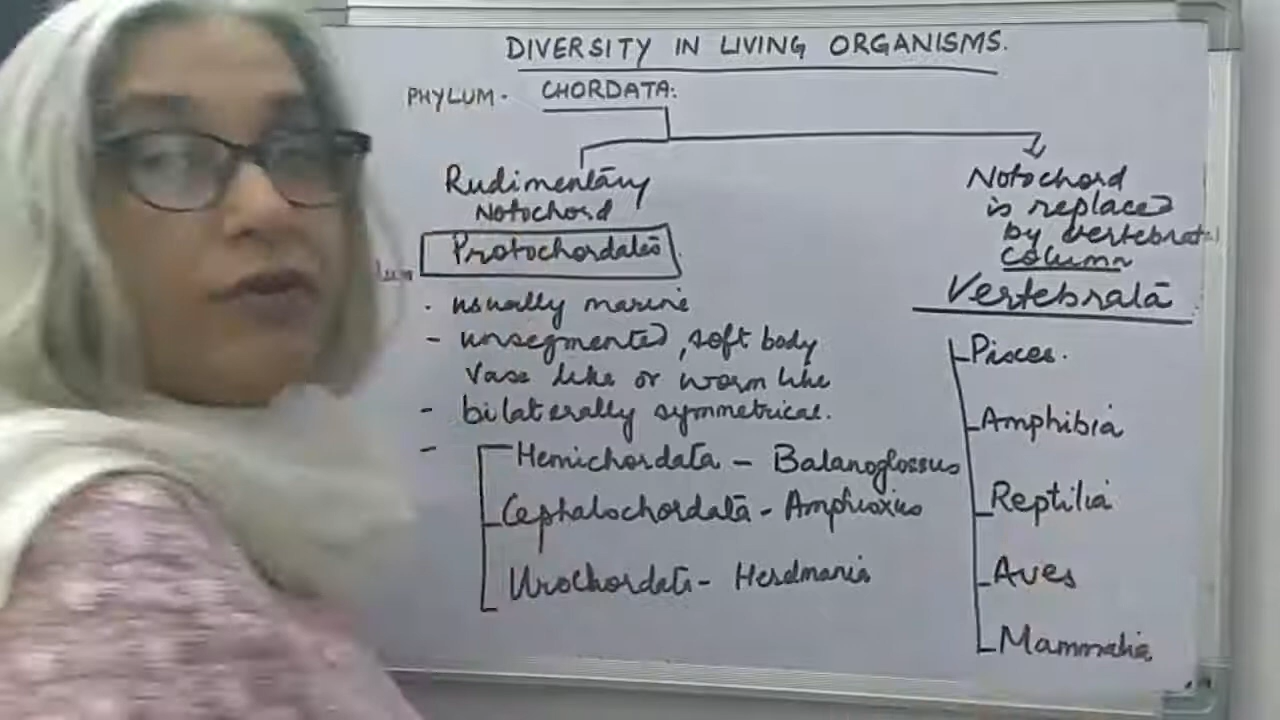 DIVERSITY IN LIVING ORGANISMS.
PHYLUM - CHORDATA:
Rudimentary
Notochord
Protochordata
- usually marine
- unsegmented, soft body
Vase like or worm like
- bilaterally symmetrical.
-
Hemichordata - Balanoglossus
Cephalochordata - Amphioxus
Urochordata - Herdmania
Notochord
is replaced
by vertebral
column
Vertebrata
Pisces.
Amphibia
Reptilia
Aves
Mammalia